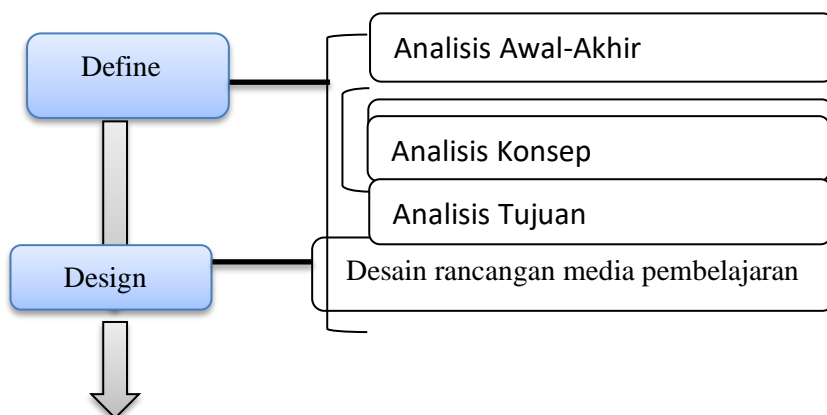 Define
Analisis Awal-Akhir
Analisis Konsep
Analisis Tujuan
Design
Desain rancangan media pembelajaran